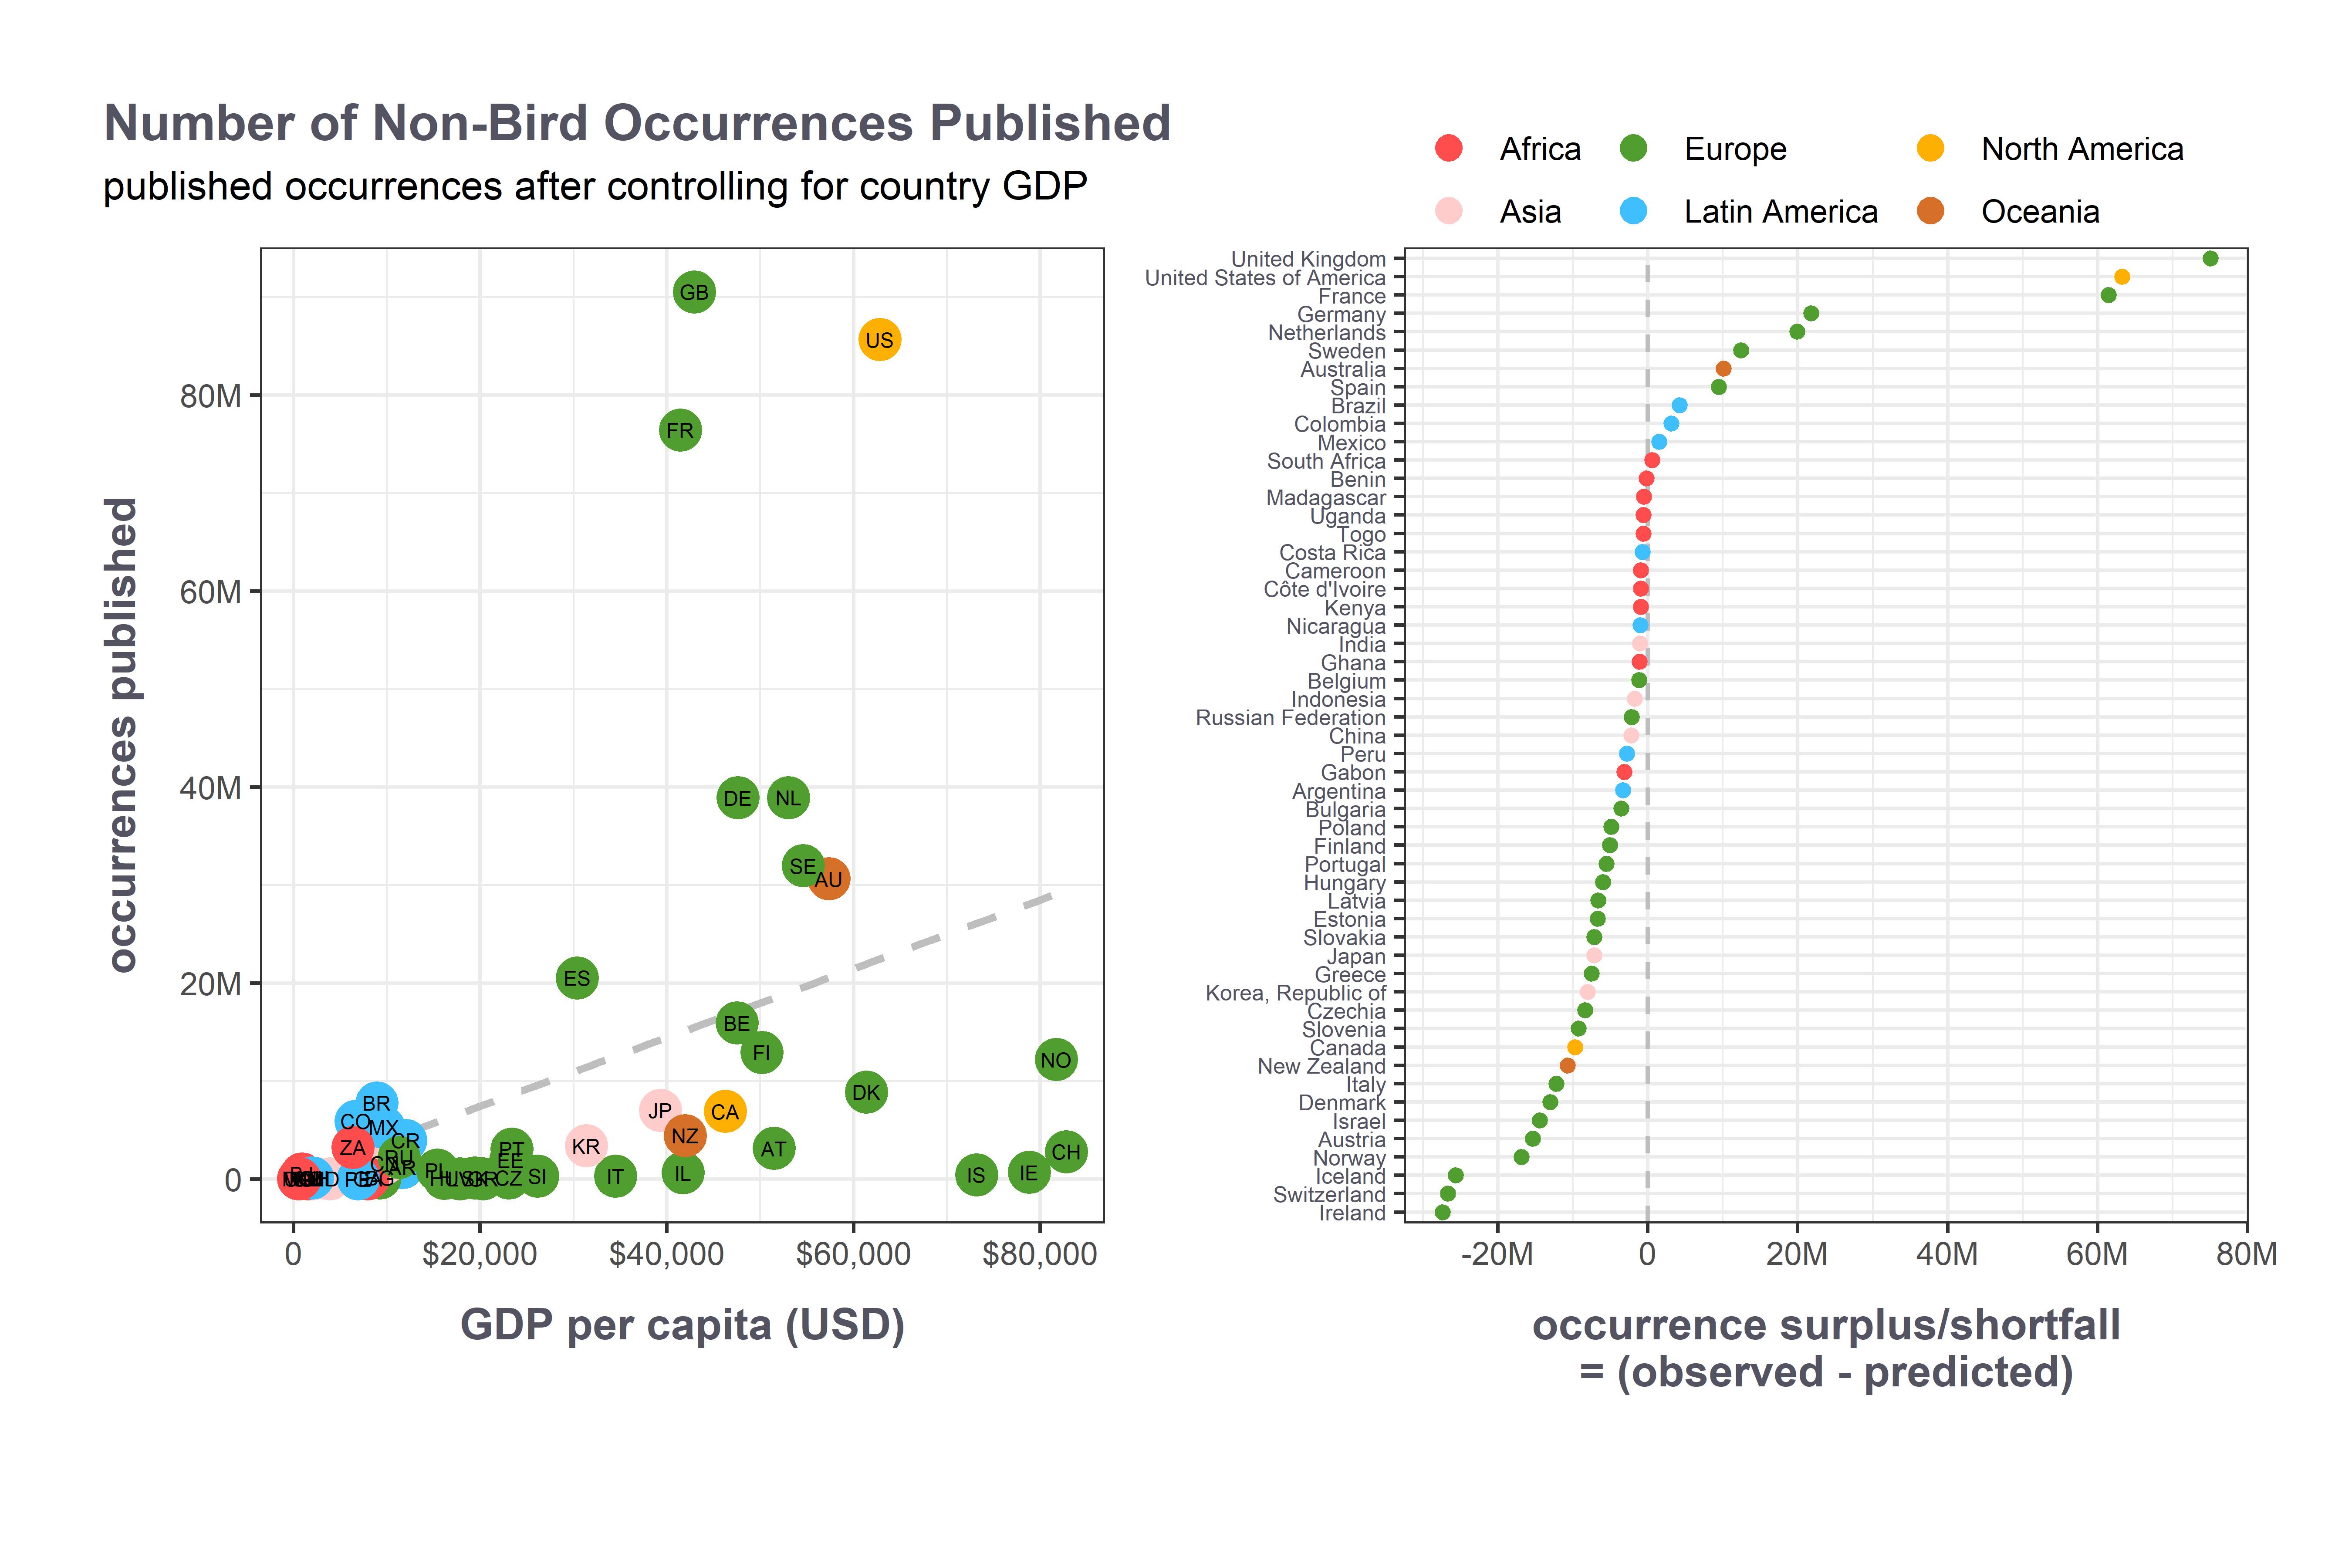 Number of Non-Bird Occurrences Published
published occurrences after controlling for country GDP
Africa
Europe
North America
Asia
Latin America
Oceania
occurrences published
80M
60M
40M
20M
0
GB
US
FR
DE
NL
SE
AU
ES
BE
FI
NO
DK
BR
CO
MX
CR
ZA
RU
AR
JP
CA
NZ
KR
PT
EE
AT
CH
PL
CZ
SI
IT
IL
IS
IE
0
$20,000
$40,000
$60,000
$80,000
GDP per capita (USD)
United Kingdom
United States of America
France
Germany
Netherlands
Sweden
Australia
Spain
Brazil
Colombia
Mexico
South Africa
Benin
Madagascar
Uganda
Togo
Costa Rica
Cameroon
Côte d'Ivoire
Kenya
Nicaragua
India
Ghana
Belgium
Indonesia
Russian Federation
China
Peru
Gabon
Argentina
Bulgaria
Poland
Finland
Portugal
Hungary
Latvia
Estonia
Slovakia
Japan
Greece
Korea, Republic of
Czechia
Slovenia
Canada
New Zealand
Italy
Denmark
Israel
Austria
Norway
Iceland
Switzerland
Ireland
-20M
0
20M
40M
60M
80M
occurrence surplus/shortfall
= (observed - predicted)